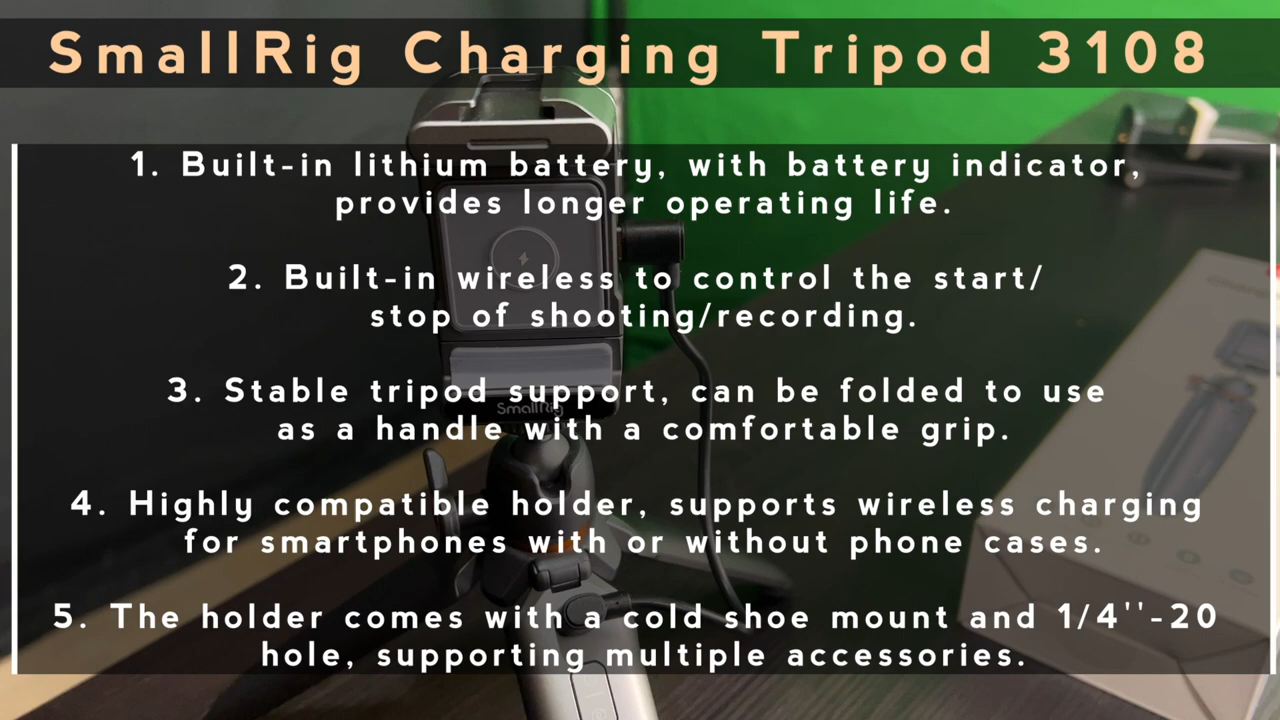 SmallRig Charging Tripod 3108
1. Built-in lithium battery, with battery indicator,
provides longer operating life.
2. Built-in wireless to control the start/
stop of shooting/recording.
3. Stable tripod support, can be folded to use
as a handle with a comfortable grip.
SmallRig
4. Highly compatible holder, supports wireless charging
for smartphones with or without phone cases.
5. The holder comes with a cold shoe mount and 1/4''-20
hole, supporting multiple accessories.